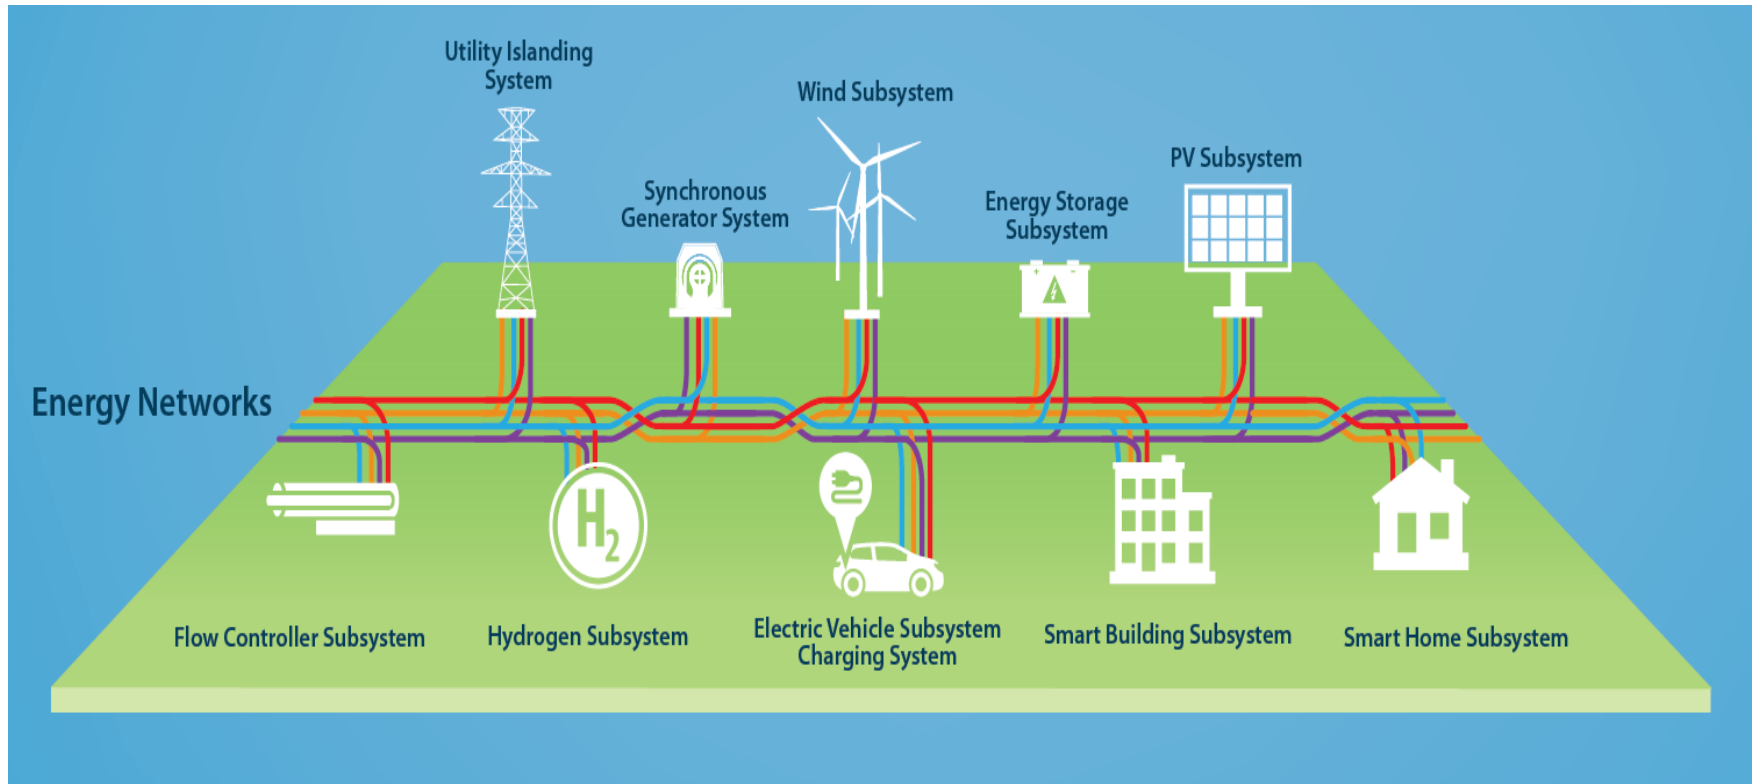 Utility Islanding
System
Wind Subsystem
PV Subsystem
Synchronous
Generator System
Energy Storage
Subsystem
Energy Networks
H2
Flow Controller Subsystem
Hydrogen Subsystem
Electric Vehicle Subsystem
Charging System
Smart Building Subsystem
Smart Home Subsystem